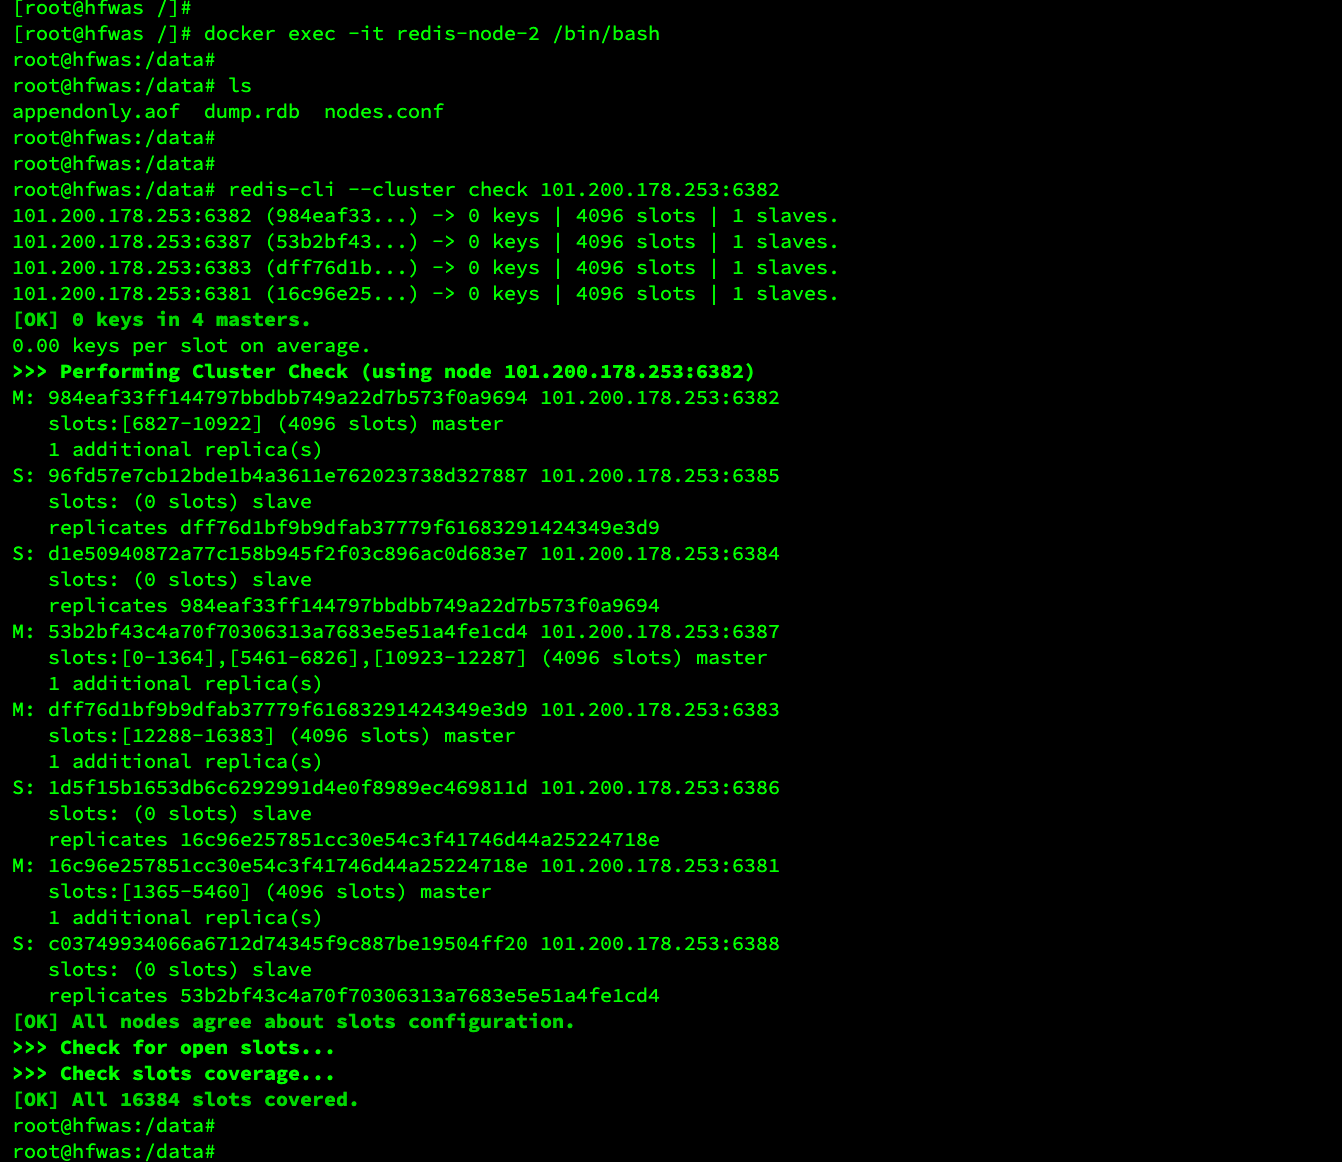 [root@hfwas /]#
[root@hfwas /]# docker exec -it redis-node-2 /bin/bash
root@hfwas:/data#
root@hfwas:/data# ls
appendonly.aof  dump.rdb  nodes.conf
root@hfwas:/data#
root@hfwas:/data#
root@hfwas:/data# redis-cli --cluster check 101.200.178.253:6382
101.200.178.253:6382 (984eaf33...) -> 0 keys | 4096 slots | 1 slaves.
101.200.178.253:6387 (53b2bf43...) -> 0 keys | 4096 slots | 1 slaves.
101.200.178.253:6383 (dff76d1b...) -> 0 keys | 4096 slots | 1 slaves.
101.200.178.253:6381 (16c96e25...) -> 0 keys | 4096 slots | 1 slaves.
[OK] 0 keys in 4 masters.
0.00 keys per slot on average.
>>> Performing Cluster Check (using node 101.200.178.253:6382)
M: 984eaf33ff144797bbdbb749a22d7b573f0a9694 101.200.178.253:6382
   slots:[6827-10922] (4096 slots) master
   1 additional replica(s)
S: 96fd57e7cb12bde1b4a3611e762023738d327887 101.200.178.253:6385
   slots: (0 slots) slave
   replicates dff76d1bf9b9dfab37779f61683291424349e3d9
S: d1e50940872a77c158b945f2f03c896ac0d683e7 101.200.178.253:6384
   slots: (0 slots) slave
   replicates 984eaf33ff144797bbdbb749a22d7b573f0a9694
M: 53b2bf43c4a70f70306313a7683e5e51a4fe1cd4 101.200.178.253:6387
   slots:[0-1364],[5461-6826],[10923-12287] (4096 slots) master
   1 additional replica(s)
M: dff76d1bf9b9dfab37779f61683291424349e3d9 101.200.178.253:6383
   slots:[12288-16383] (4096 slots) master
   1 additional replica(s)
S: 1d5f15b1653db6c6292991d4e0f8989ec469811d 101.200.178.253:6386
   slots: (0 slots) slave
   replicates 16c96e257851cc30e54c3f41746d44a25224718e
M: 16c96e257851cc30e54c3f41746d44a25224718e 101.200.178.253:6381
   slots:[1365-5460] (4096 slots) master
   1 additional replica(s)
S: c03749934066a6712d74345f9c887be19504ff20 101.200.178.253:6388
   slots: (0 slots) slave
   replicates 53b2bf43c4a70f70306313a7683e5e51a4fe1cd4
[OK] All nodes agree about slots configuration.
>>> Check for open slots...
>>> Check slots coverage...
[OK] All 16384 slots covered.
root@hfwas:/data#
root@hfwas:/data#